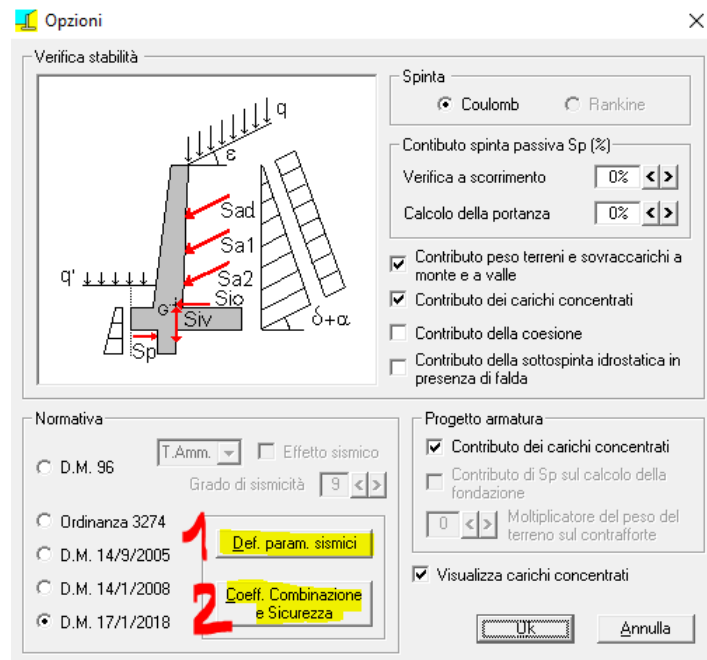 Opzioni
Verifica stabilità
q
ε
Sad
Sa1
q'
Sa2
Sio
G
Siv
δ+α
Sp
Spinta
Coulomb
Rankine
Contibuto spinta passiva Sp (%)
Verifica a scorrimento 0% < >
Calcolo della portanza 0% < >
Contributo peso terreni e sovraccarichi a
monte e a valle
Contributo dei carichi concentrati
Contributo della coesione
Contributo della sottospinta idrostatica in
presenza di falda
Normativa
D.M. 96
T.Amm.
Effetto sismico
Grado di sismicità 9 < >
Ordinanza 3274
D.M. 14/9/2005
D.M. 14/1/2008
D.M. 17/1/2018
1
Def. param. sismici
2
Coeff. Combinazione
e Sicurezza
Progetto armatura
Contributo dei carichi concentrati
Contributo di Sp sul calcolo della
fondazione
0 < > Moltiplicatore del peso del
terreno sul contrafforte
Visualizza carichi concentrati
Ok
Annulla